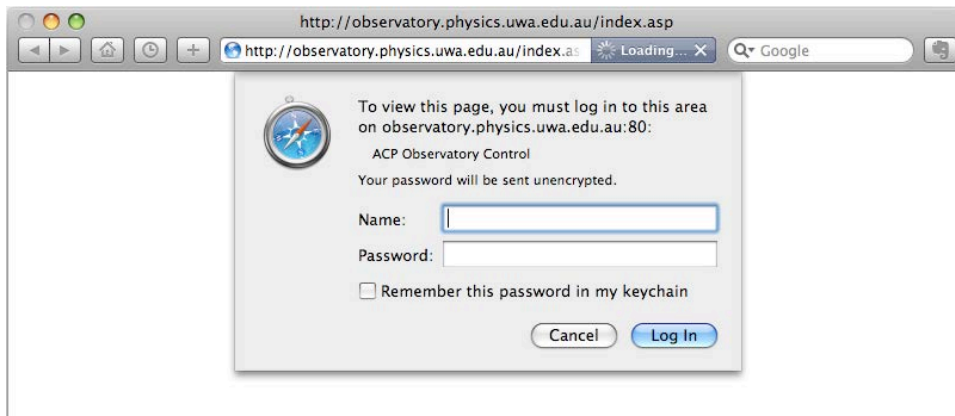 http://observatory.physics.uwa.edu.au/index.asp
http://observatory.physics.uwa.edu.au/index.as Loading... Google
To view this page, you must log in to this area
on observatory.physics.uwa.edu.au:80:
ACP Observatory Control
Your password will be sent unencrypted.
Name:
Password:
Remember this password in my keychain
Cancel Log In